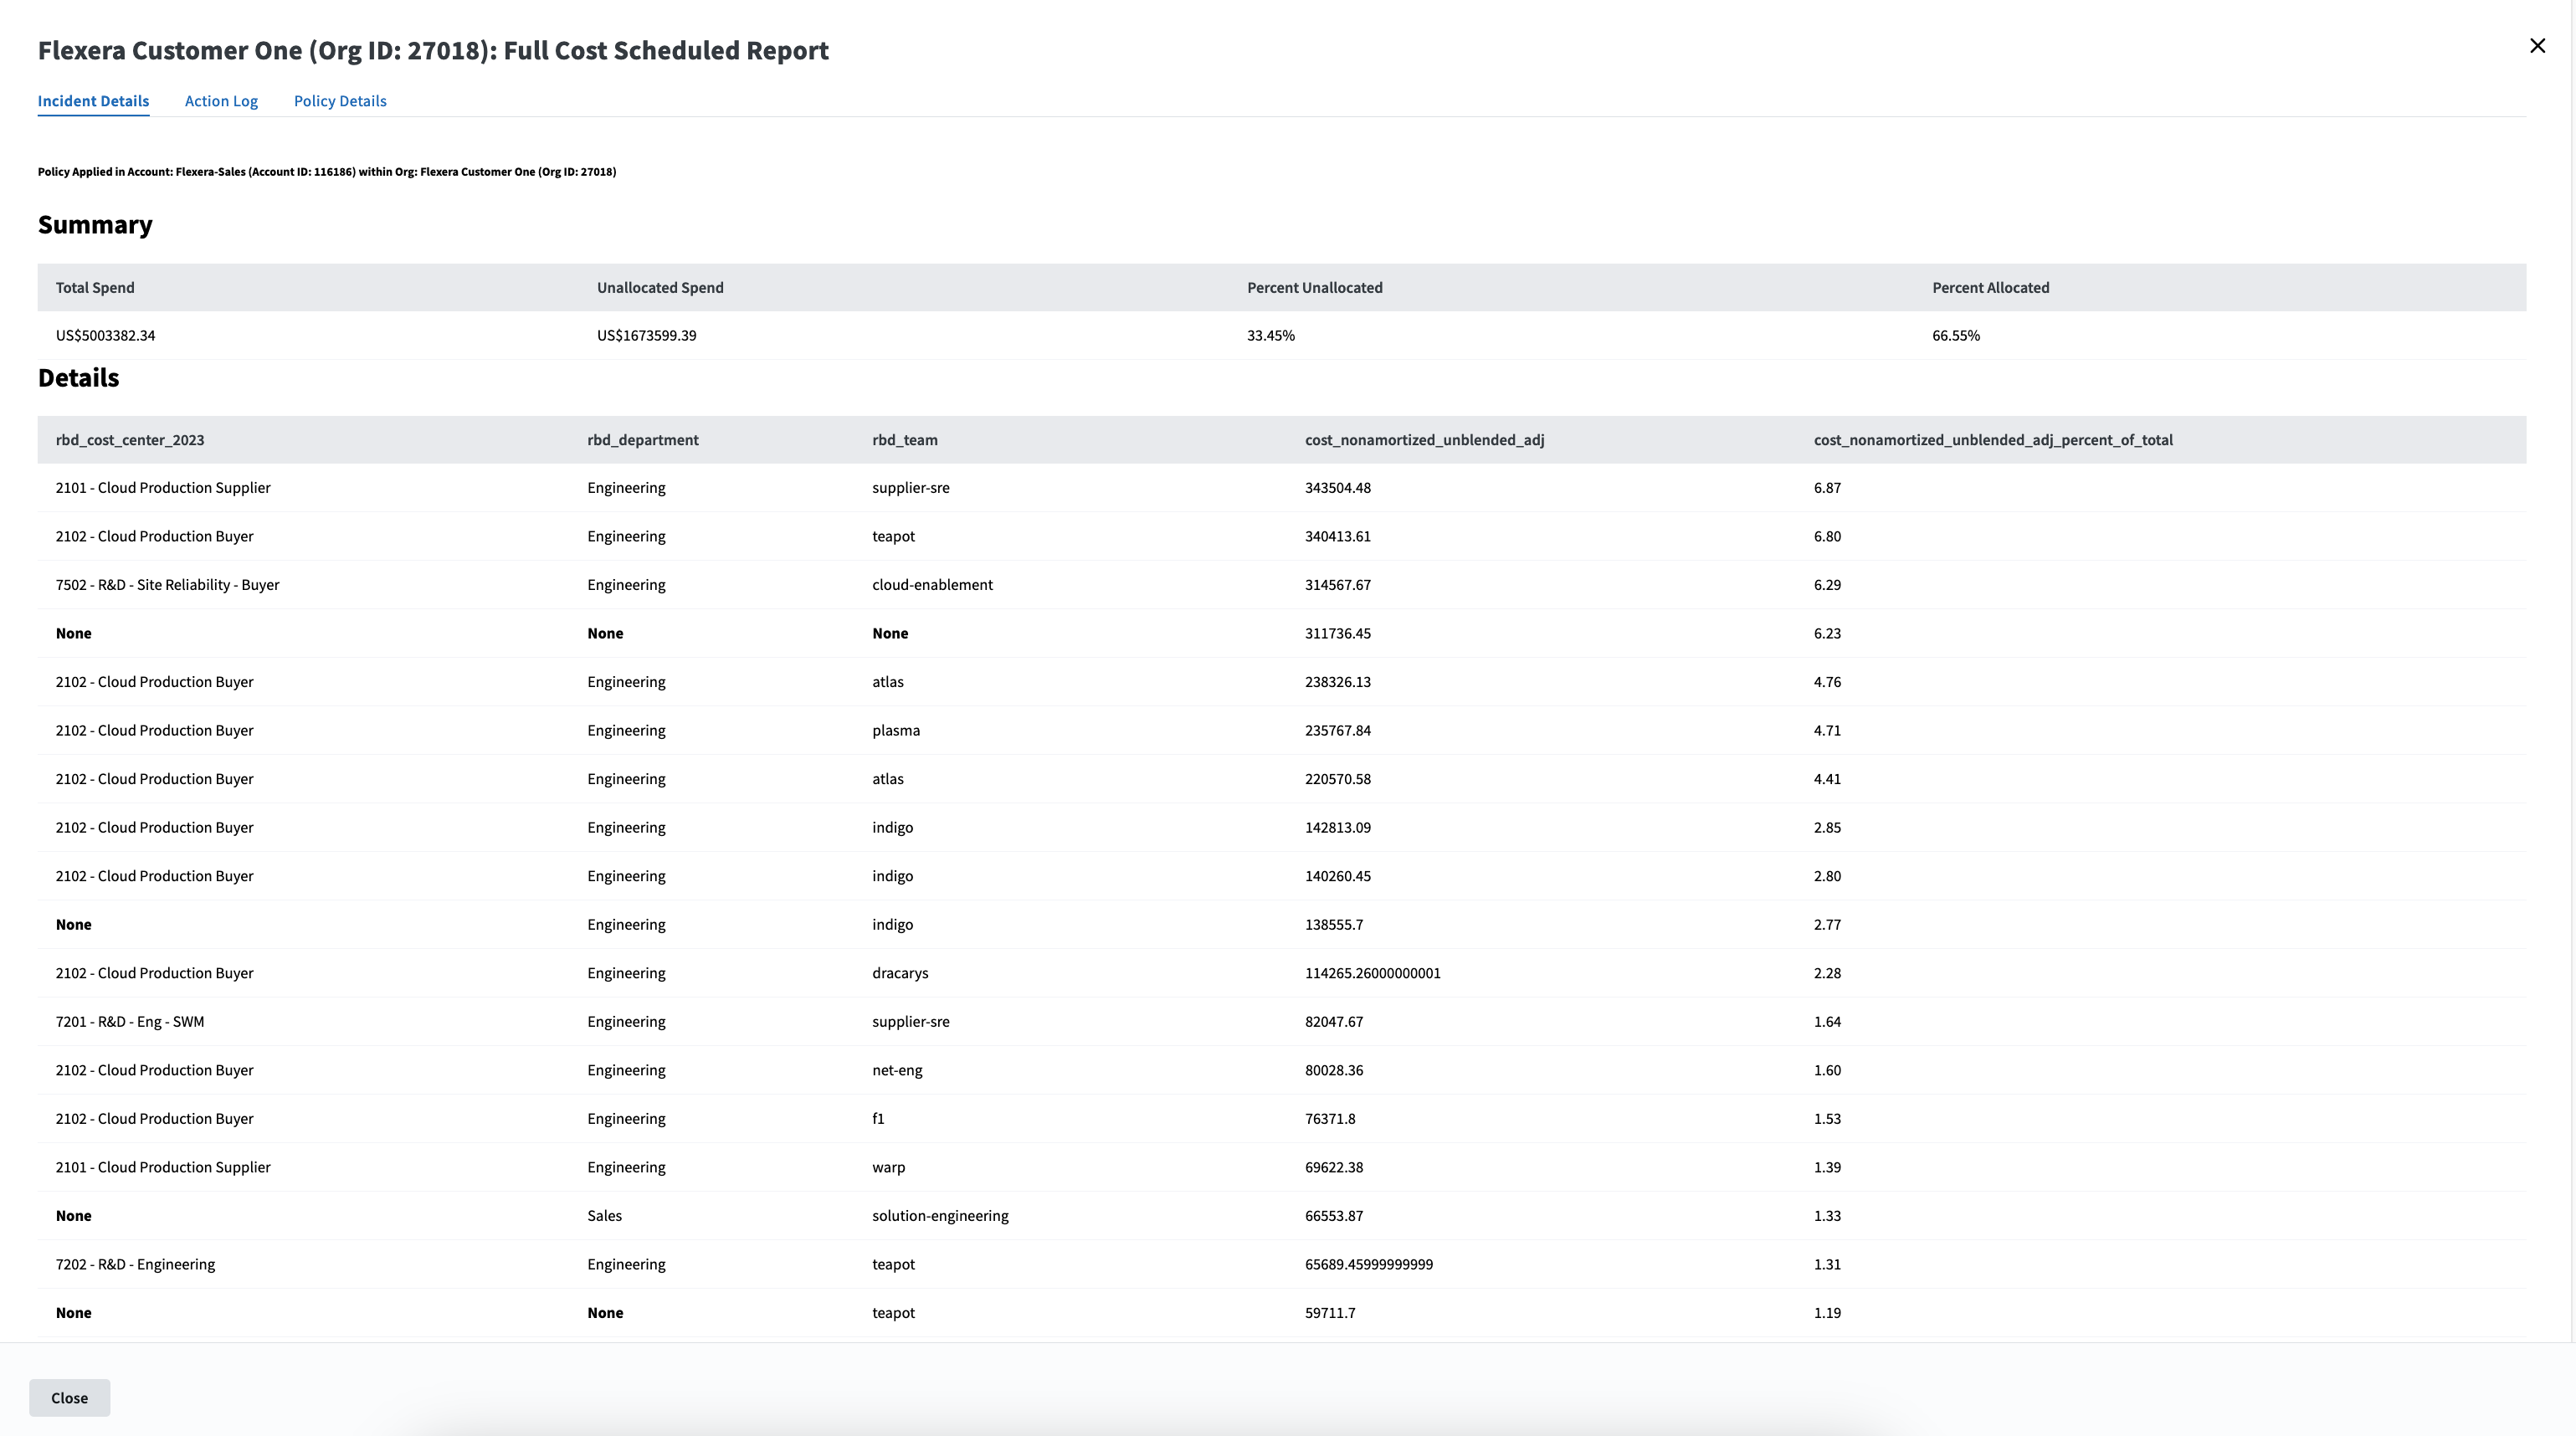 Flexera Customer One (Org ID: 27018): Full Cost Scheduled Report
Incident Details Action Log Policy Details
Policy Applied in Account: Flexera-Sales (Account ID: 116186) within Org: Flexera Customer One (Org ID: 27018)
Summary
Total Spend Unallocated Spend Percent Unallocated Percent Allocated
US$5003382.34 US$1673599.39 33.45% 66.55%
Details
rbd_cost_center_2023 rbd_department rbd_team cost_nonamortized_unblended_adj cost_nonamortized_unblended_adj_percent_of_total
2101 - Cloud Production Supplier Engineering supplier-sre 343504.48 6.87
2102 - Cloud Production Buyer Engineering teapot 340413.61 6.80
7502 - R&D - Site Reliability - Buyer Engineering cloud-enablement 314567.67 6.29
None None None 311736.45 6.23
2102 - Cloud Production Buyer Engineering atlas 238326.13 4.76
2102 - Cloud Production Buyer Engineering plasma 235767.84 4.71
2102 - Cloud Production Buyer Engineering atlas 220570.58 4.41
2102 - Cloud Production Buyer Engineering indigo 142813.09 2.85
2102 - Cloud Production Buyer Engineering indigo 140260.45 2.80
None Engineering indigo 138555.7 2.77
2102 - Cloud Production Buyer Engineering dracarys 114265.26000000001 2.28
7201 - R&D - Eng - SWM Engineering supplier-sre 82047.67 1.64
2102 - Cloud Production Buyer Engineering net-eng 80028.36 1.60
2102 - Cloud Production Buyer Engineering f1 76371.8 1.53
2101 - Cloud Production Supplier Engineering warp 69622.38 1.39
None Sales solution-engineering 66553.87 1.33
7202 - R&D - Engineering Engineering teapot 65689.45999999999 1.31
None None teapot 59711.7 1.19
Close